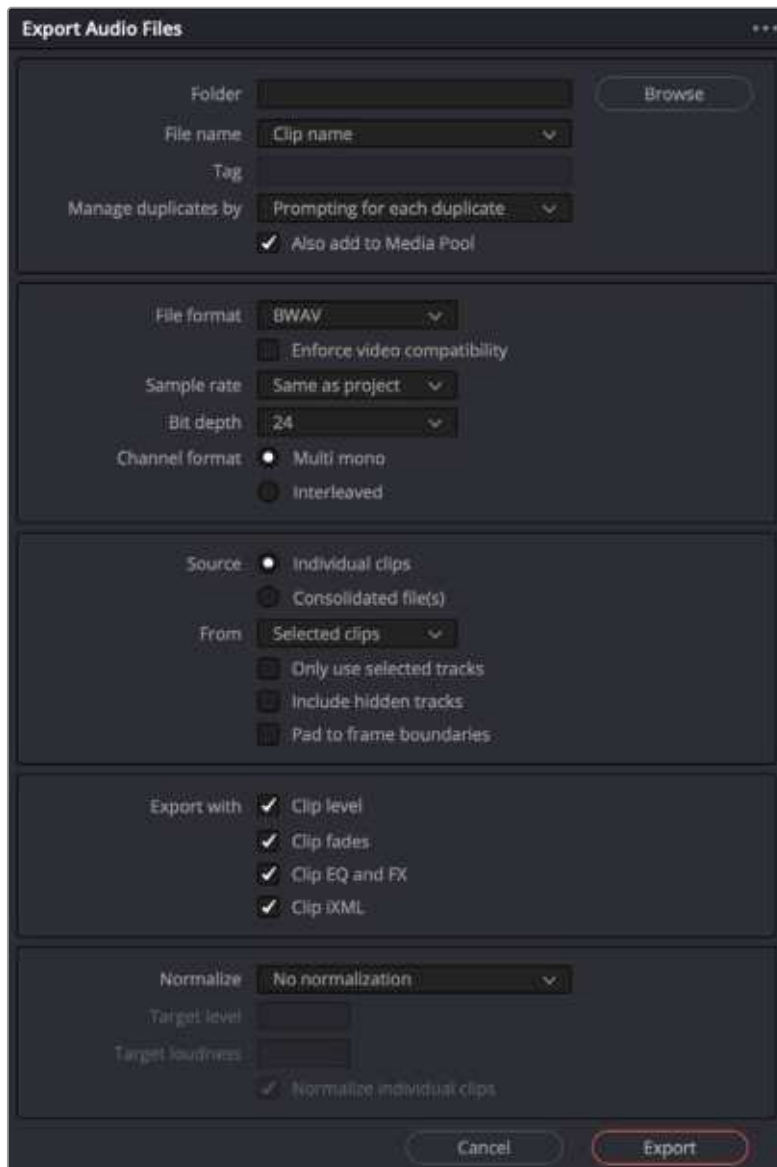 Export Audio Files
Folder Browse
File name Clip name
Tag
Manage duplicates by Prompting for each duplicate
Also add to Media Pool
File format BWAV
Enforce video compatibility
Sample rate Same as project
Bit depth 24
Channel format Multi mono
Interleaved
Source Individual clips
Consolidated file(s)
From Selected clips
Only use selected tracks
Include hidden tracks
Pad to frame boundaries
Export with Clip level
Clip fades
Clip EQ and FX
Clip iXML
Normalize No normalization
Target level
Target loudness
Normalize individual clips
Cancel Export